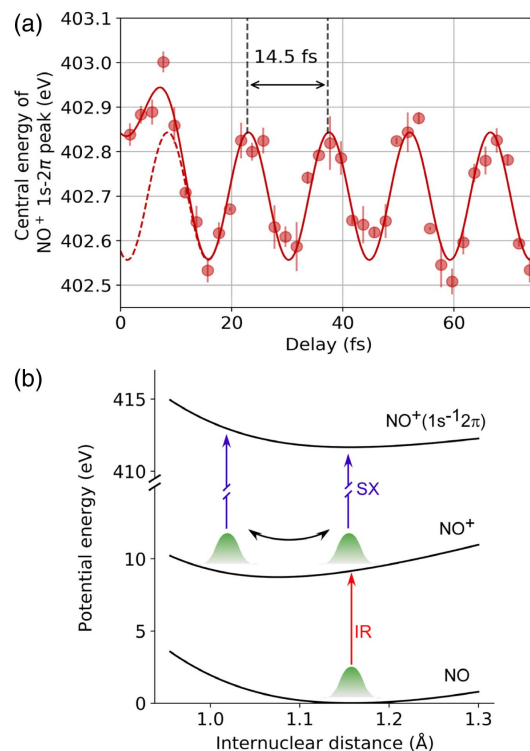 (a)
403.1
403.0
402.9
402.8
402.7
402.6
402.5
Central energy of
NO⁺ 1s-2π peak (eV)
14.5 fs
0 20 40 60
Delay (fs)
(b)
415
410
10
5
0
Potential energy (eV)
NO⁺(1s⁻¹2π)
SX
NO⁺
IR
NO
1.0 1.1 1.2 1.3
Internuclear distance (Å)